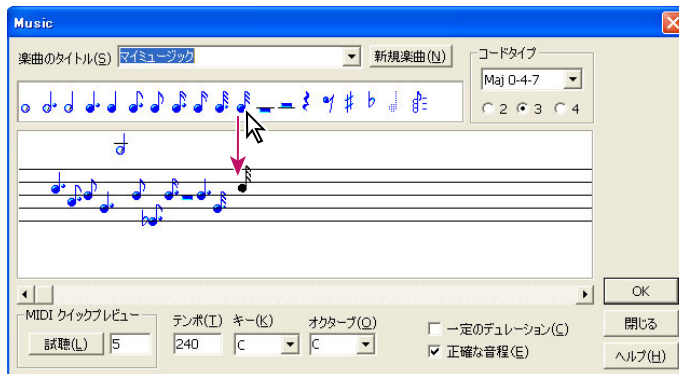 Music
楽曲のタイトル(S) マイミュージック 新規楽曲(N)
コードタイプ
Maj 0-4-7
2 3 4
MIDI クイックプレビュー
試聴(L) 5
テンポ(T) キー(K) オクターブ(O)
240 C C
一定のデュレーション(C)
正確な音程(E)
OK
閉じる
ヘルプ(H)